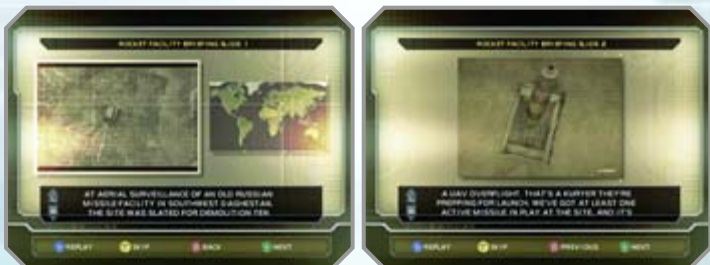 ROCKET FACILITY BRIEFING SLIDE 1
AT AERIAL SURVEILLANCE OF AN OLD RUSSIAN
MISSILE FACILITY IN SOUTHWEST DAGHESTAN.
THE SITE WAS SLATED FOR DEMOLITION TEN
REPLAY SKIP BACK NEXT
ROCKET FACILITY BRIEFING SLIDE 2
A UAV OVERFLIGHT. THAT'S A KURYER THEY'RE
PREPPING FOR LAUNCH. WE'VE GOT AT LEAST ONE
ACTIVE MISSILE IN PLAY AT THE SITE, AND IT'S
REPLAY SKIP PREVIOUS NEXT